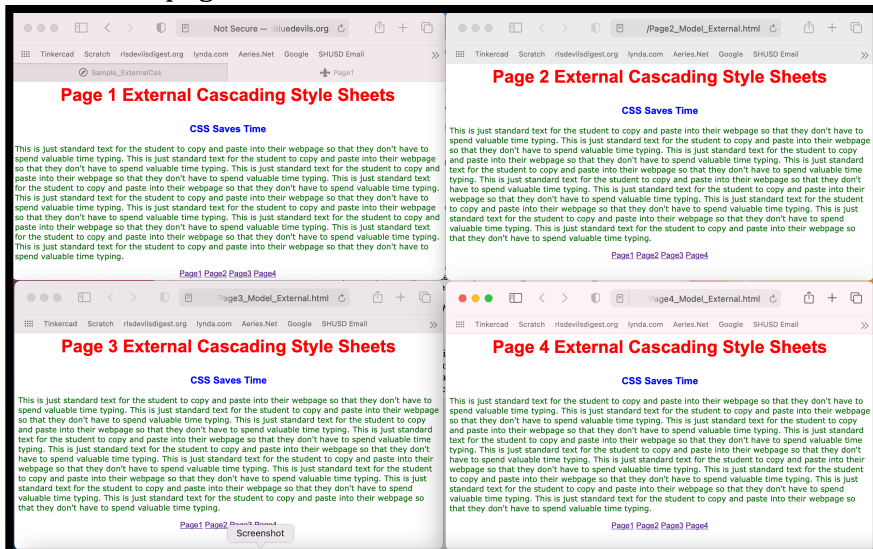 Not Secure — bluedevils.org
Tinkercad Scratch rlsdevilsdigest.org lynda.com Aeries.Net Google SHUSD Email
Sample_ExternalCss
Page1
Page 1 External Cascading Style Sheets
CSS Saves Time
This is just standard text for the student to copy and paste into their webpage so that they don't have to
spend valuable time typing. This is just standard text for the student to copy and paste into their webpage
so that they don't have to spend valuable time typing. This is just standard text for the student to copy and
paste into their webpage so that they don't have to spend valuable time typing. This is just standard text
for the student to copy and paste into their webpage so that they don't have to spend valuable time typing.
This is just standard text for the student to copy and paste into their webpage so that they don't have to
spend valuable time typing. This is just standard text for the student to copy and paste into their webpage
so that they don't have to spend valuable time typing. This is just standard text for the student to copy and
paste into their webpage so that they don't have to spend valuable time typing. This is just standard text
for the student to copy and paste into their webpage so that they don't have to spend valuable time typing.
This is just standard text for the student to copy and paste into their webpage so that they don't have to
spend valuable time typing.
Page1 Page2 Page3 Page4
/Page2_Model_External.html
Tinkercad Scratch rlsdevilsdigest.org lynda.com Aeries.Net Google SHUSD Email
Page 2 External Cascading Style Sheets
CSS Saves Time
This is just standard text for the student to copy and paste into their webpage so that they don't have to
spend valuable time typing. This is just standard text for the student to copy and paste into their
webpage so that they don't have to spend valuable time typing. This is just standard text for the student
to copy and paste into their webpage so that they don't have to spend valuable time typing. This is just
standard text for the student to copy and paste into their webpage so that they don't have to spend
valuable time typing. This is just standard text for the student to copy and paste into their webpage so
that they don't have to spend valuable time typing.
Page1 Page2 Page3 Page4
Page3_Model_External.html
Tinkercad Scratch rlsdevilsdigest.org lynda.com Aeries.Net Google SHUSD Email
Page 3 External Cascading Style Sheets
CSS Saves Time
This is just standard text for the student to copy and paste into their webpage so that they don't have to
spend valuable time typing. This is just standard text for the student to copy and paste into their webpage
so that they don't have to spend valuable time typing. This is just standard text for the student to copy
and paste into their webpage so that they don't have to spend valuable time typing. This is just standard
text for the student to copy and paste into their webpage so that they don't have to spend valuable time
typing. This is just standard text for the student to copy and paste into their webpage so that they don't
have to spend valuable time typing. This is just standard text for the student to copy and paste into their
webpage so that they don't have to spend valuable time typing. This is just standard text for the student
to copy and paste into their webpage so that they don't have to spend
valuable time typing. This is just standard text for the student to copy and paste into their webpage so
that they don't have to spend valuable time typing.
Page1 Page2 Page3 Page4
Screenshot
Page4_Model_External.html
Tinkercad Scratch rlsdevilsdigest.org lynda.com Aeries.Net Google SHUSD Email
Page 4 External Cascading Style Sheets
CSS Saves Time
This is just standard text for the student to copy and paste into their webpage so that they don't have to
spend valuable time typing. This is just standard text for the student to copy and paste into their webpage
so that they don't have to spend valuable time typing. This is just standard text for the student to copy
and paste into their webpage so that they don't have to spend valuable time typing. This is just standard
text for the student to copy and paste into their webpage so that they don't have to spend valuable time
typing. This is just standard text for the student to copy and paste into their webpage so that they don't
have to spend valuable time typing. This is just standard text for the student to copy and paste into their
webpage so that they don't have to spend valuable time typing. This is just standard text for the student
to copy and paste into their webpage so that they don't have to spend valuable time typing. This is just
standard text for the student to copy and paste into their webpage so that they don't have to spend
valuable time typing.
Page1 Page2 Page3 Page4